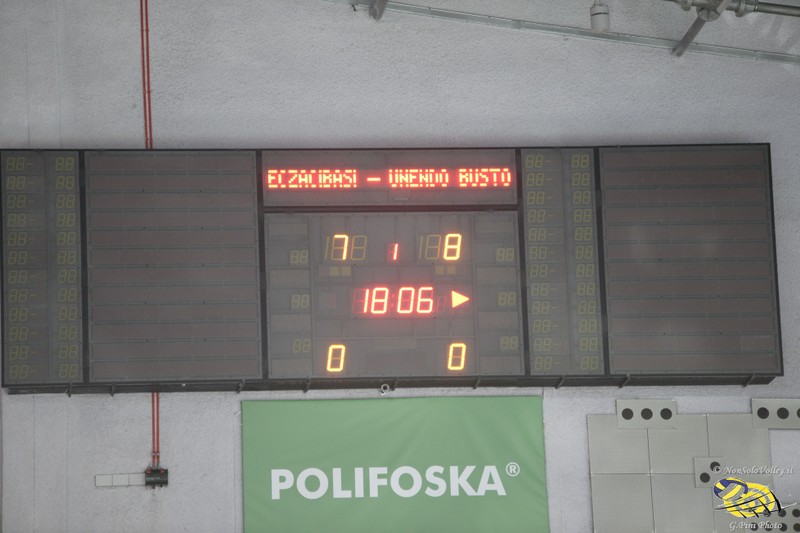 ECZACIBASI - UNENDO BUSTO
7 1 8
18:06
0 0
POLIFOSKA®
© NonSoloVolley.it
G.Pini Photo